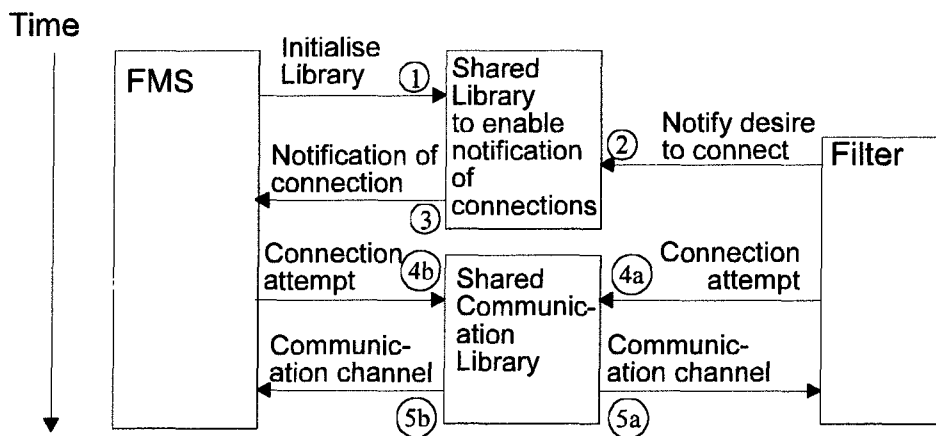 Time
FMS
Initialise
Library
1
Shared
Library
to enable
notification
of
connections
2
Notify desire
to connect
Filter
Notification of
connection
3
Connection
attempt
4b
Shared
Communic-
ation
Library
4a
Connection
attempt
Communic-
ation channel
5b
Communic-
ation channel
5a